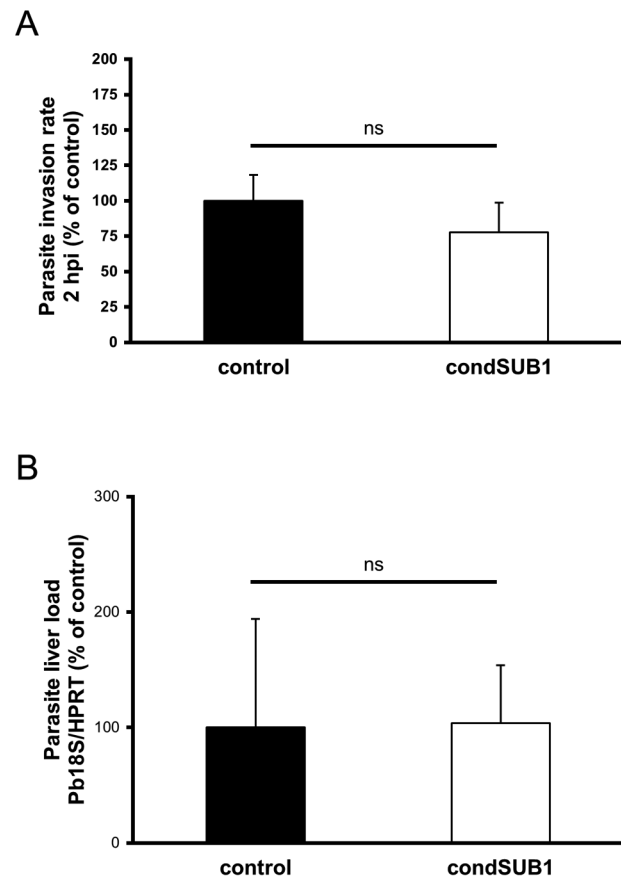 A
Parasite invasion rate
2 hpi (% of control)
200
175
150
125
100
75
50
25
0
ns
control
condSUB1
B
Parasite liver load
Pb18S/HPRT (% of control)
300
200
100
0
ns
control
condSUB1